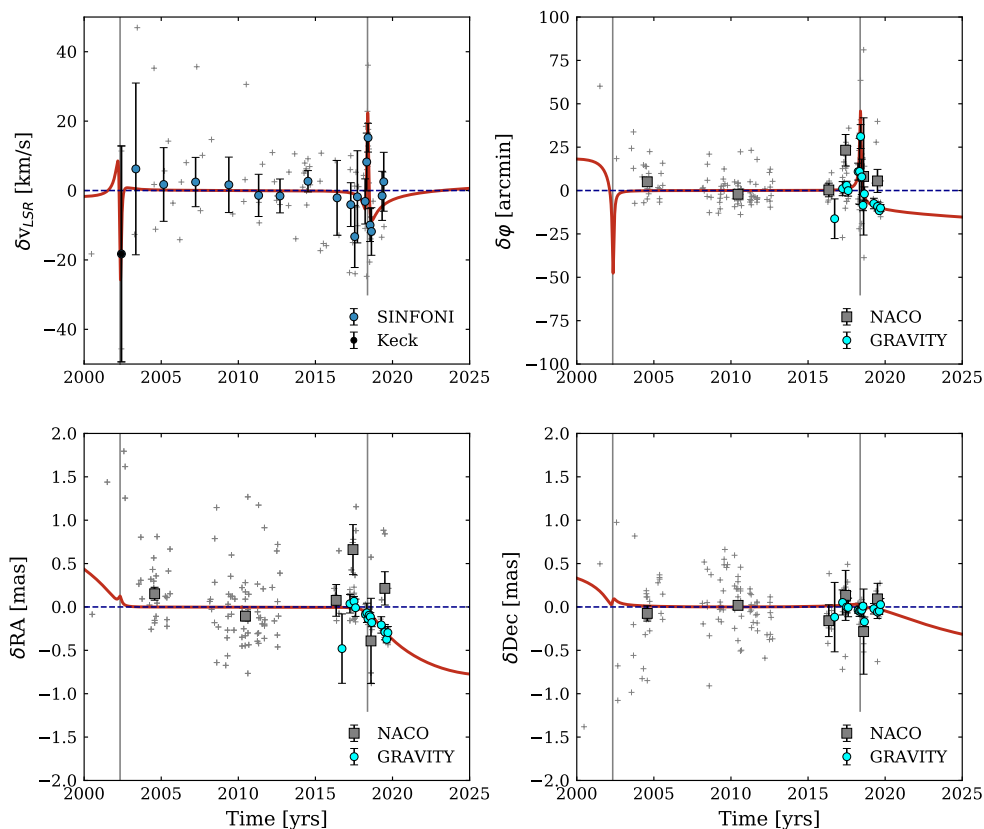 40
20
0
−20
−40
δv_LSR [km/s]
SINFONI
Keck
2000 2005 2010 2015 2020 2025
100
75
50
25
0
−25
−50
−75
−100
δφ [arcmin]
NACO
GRAVITY
2000 2005 2010 2015 2020 2025
2.0
1.5
1.0
0.5
0.0
−0.5
−1.0
−1.5
−2.0
δRA [mas]
NACO
GRAVITY
2000 2005 2010 2015 2020 2025
Time [yrs]
2.0
1.5
1.0
0.5
0.0
−0.5
−1.0
−1.5
−2.0
δDec [mas]
NACO
GRAVITY
2000 2005 2010 2015 2020 2025
Time [yrs]